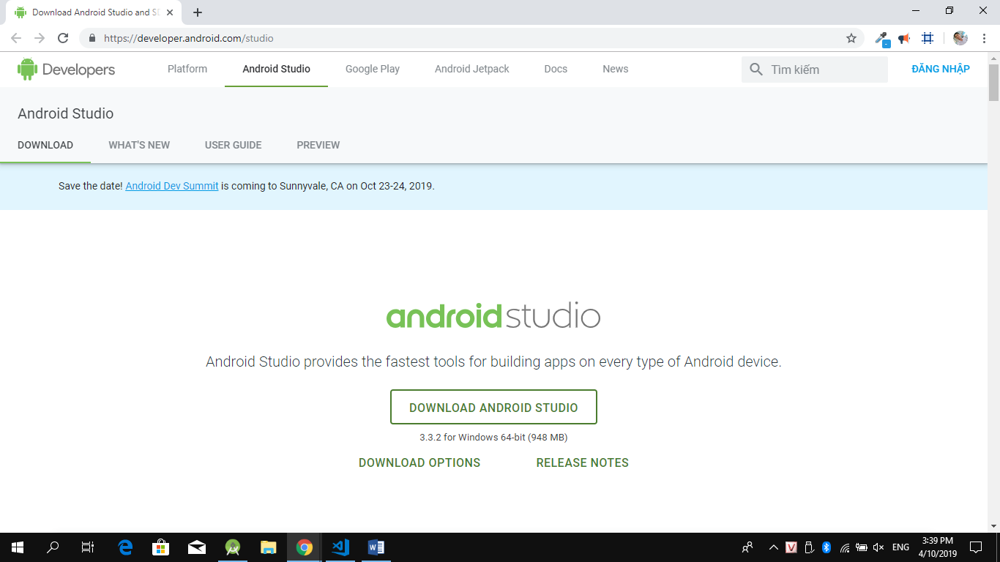 Download Android Studio and S
https://developer.android.com/studio
Developers
Platform
Android Studio
Google Play
Android Jetpack
Docs
News
Tìm kiếm
ĐĂNG NHẬP
Android Studio
DOWNLOAD
WHAT'S NEW
USER GUIDE
PREVIEW
Save the date! Android Dev Summit is coming to Sunnyvale, CA on Oct 23-24, 2019.
androidstudio
Android Studio provides the fastest tools for building apps on every type of Android device.
DOWNLOAD ANDROID STUDIO
3.3.2 for Windows 64-bit (948 MB)
DOWNLOAD OPTIONS
RELEASE NOTES
ENG
3:39 PM
4/10/2019